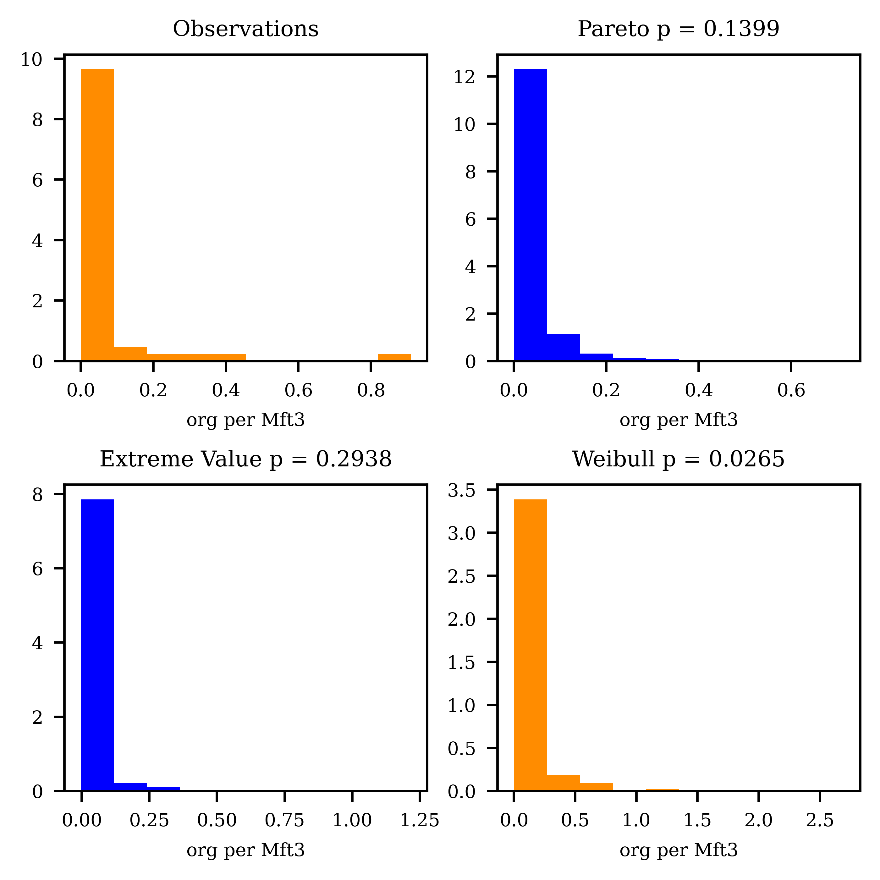 Observations
10
8
6
4
2
0
0.0 0.2 0.4 0.6 0.8
org per Mft3
Pareto p = 0.1399
12
10
8
6
4
2
0
0.0 0.2 0.4 0.6
org per Mft3
Extreme Value p = 0.2938
8
6
4
2
0
0.00 0.25 0.50 0.75 1.00 1.25
org per Mft3
Weibull p = 0.0265
3.5
3.0
2.5
2.0
1.5
1.0
0.5
0.0
0.0 0.5 1.0 1.5 2.0 2.5
org per Mft3